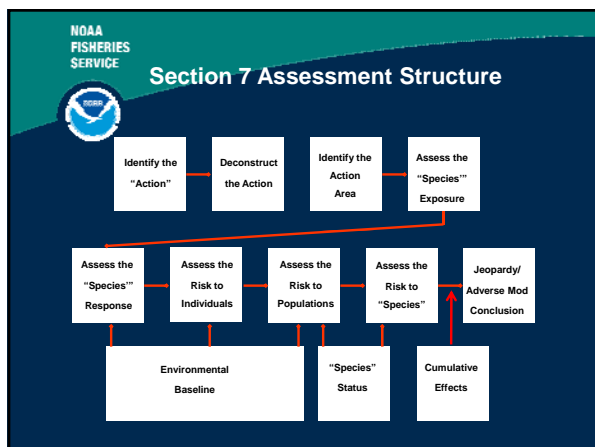 NOAA
FISHERIES
SERVICE
NOAA
Section 7 Assessment Structure
Identify the
“Action”
Deconstruct
the Action
Identify the
Action
Area
Assess the
“Species’”
Exposure
Assess the
“Species’”
Response
Assess the
Risk to
Individuals
Assess the
Risk to
Populations
Assess the
Risk to
“Species”
Jeopardy/
Adverse Mod
Conclusion
Environmental
Baseline
“Species”
Status
Cumulative
Effects